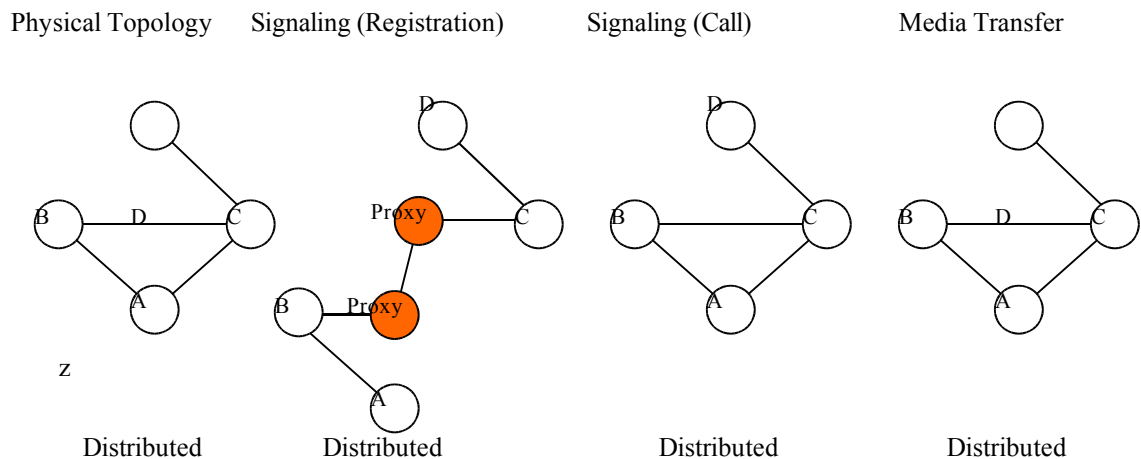 Physical Topology
Signaling (Registration)
Signaling (Call)
Media Transfer
B
D
C
A
z
Distributed
D
Proxy
C
B
Proxy
A
Distributed
D
B
C
A
Distributed
B
D
C
A
Distributed